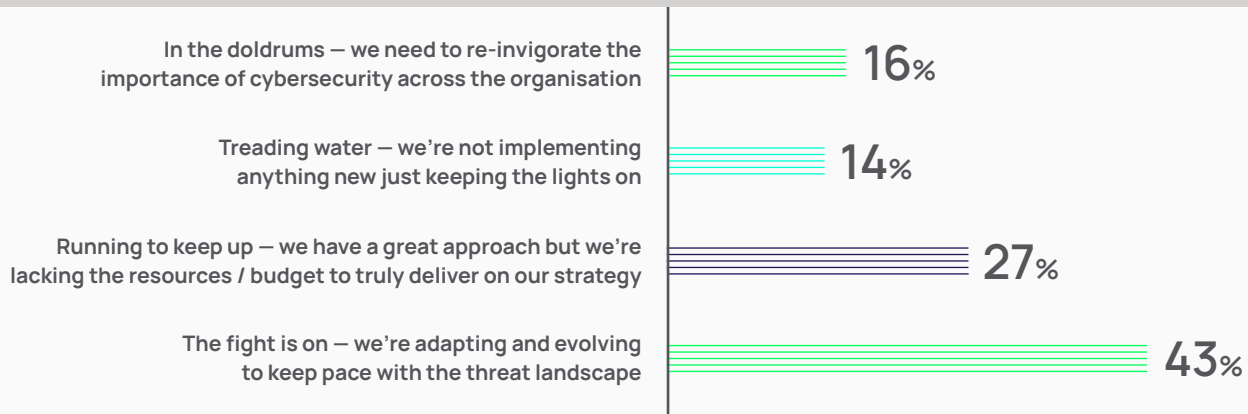 In the doldrums — we need to re-invigorate the
importance of cybersecurity across the organisation
16%
Treading water — we're not implementing
anything new just keeping the lights on
14%
Running to keep up — we have a great approach but we're
lacking the resources / budget to truly deliver on our strategy
27%
The fight is on — we're adapting and evolving
to keep pace with the threat landscape
43%